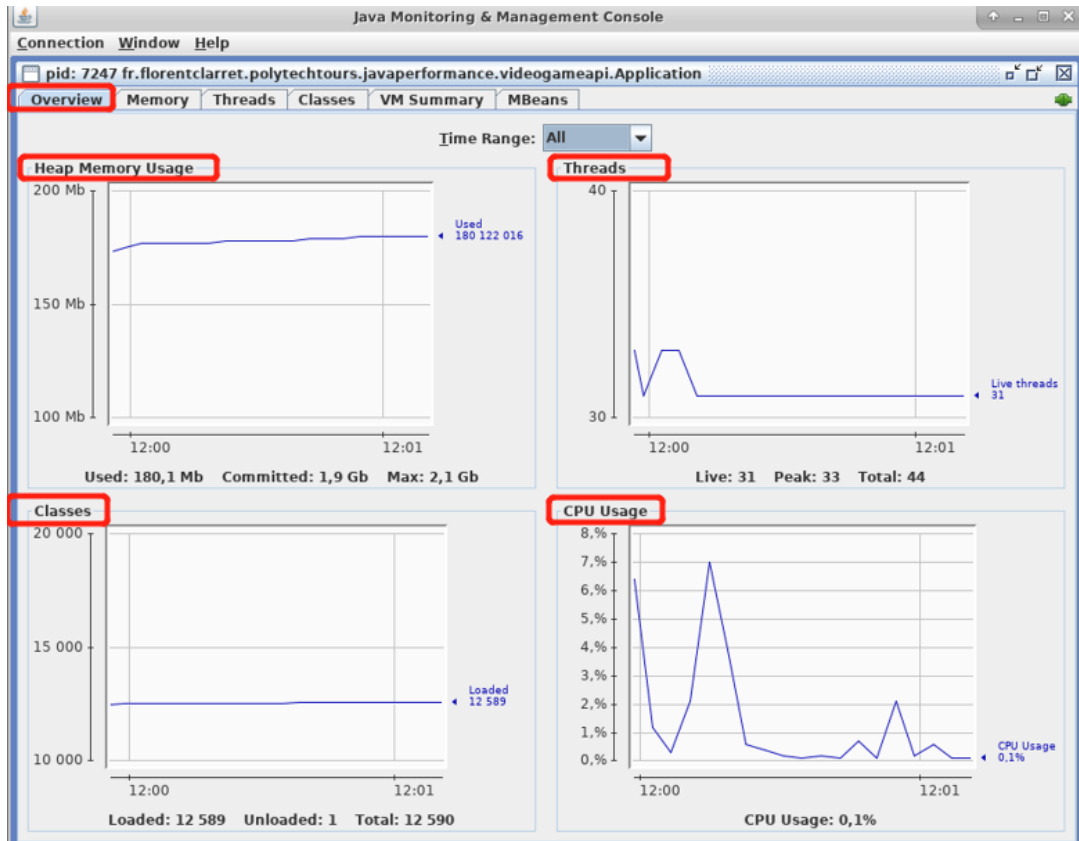 Java Monitoring & Management Console
Connection Window Help
pid: 7247 fr.florentclarret.polytechtours.javaperformance.videogameapi.Application
Overview Memory Threads Classes VM Summary MBeans
Time Range: All
Heap Memory Usage
200 Mb
150 Mb
100 Mb
Used
180 122 016
12:00 12:01
Used: 180,1 Mb Committed: 1,9 Gb Max: 2,1 Gb
Threads
40
30
Live threads
31
12:00 12:01
Live: 31 Peak: 33 Total: 44
Classes
20 000
15 000
10 000
Loaded
12 589
12:00 12:01
Loaded: 12 589 Unloaded: 1 Total: 12 590
CPU Usage
8,%
7,%
6,%
5,%
4,%
3,%
2,%
1,%
0,%
CPU Usage
0,1%
12:00 12:01
CPU Usage: 0,1%